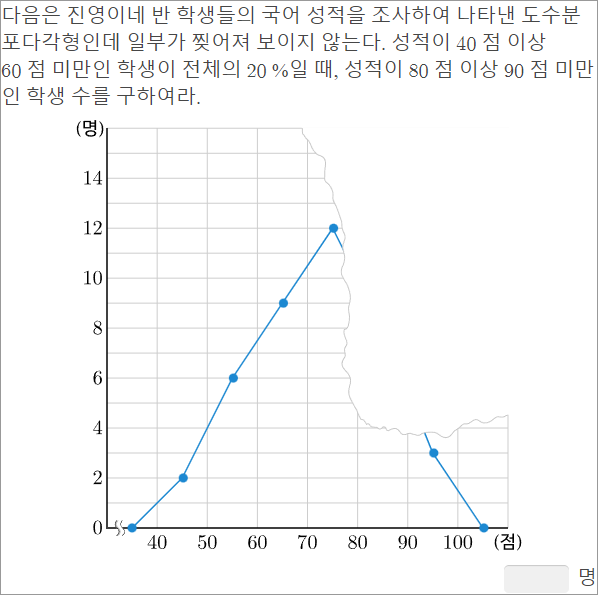 다음은 진영이네 반 학생들의 국어 성적을 조사하여 나타낸 도수분
포다각형인데 일부가 찢어져 보이지 않는다. 성적이 40 점 이상
60 점 미만인 학생이 전체의 20 %일 때, 성적이 80 점 이상 90 점 미만
인 학생 수를 구하여라.
(명)
14
12
10
8
6
4
2
0
40 50 60 70 80 90 100 (점)
명